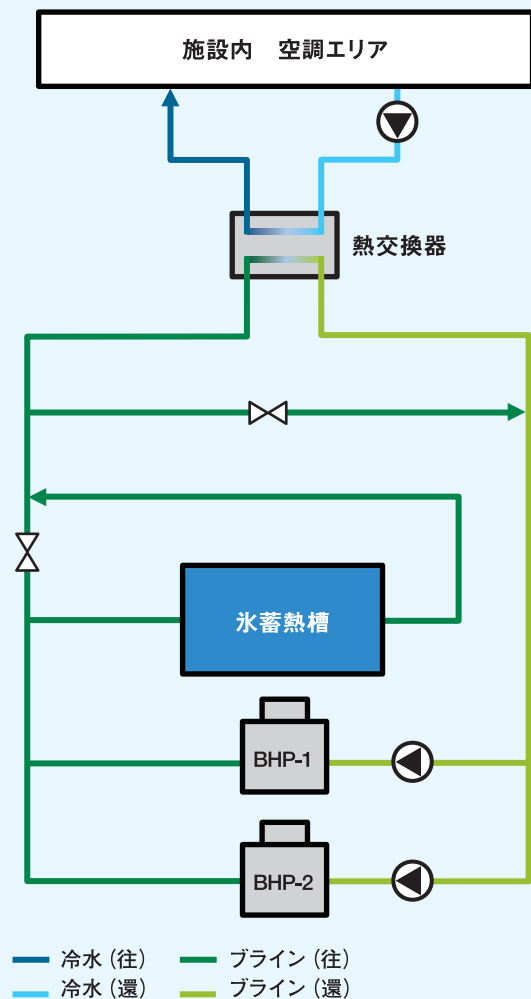 施設内　空調エリア
熱交換器
氷蓄熱槽
BHP-1
BHP-2
冷水（往）
ブライン（往）
冷水（還）
ブライン（還）